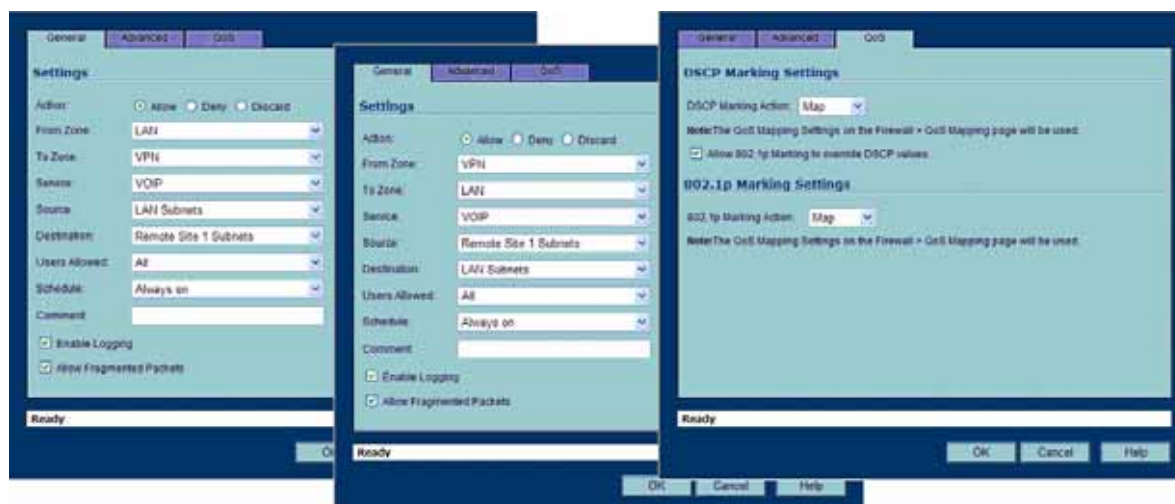 General Advanced QoS
Settings
Action: Allow Deny Discard
From Zone: LAN
To Zone: VPN
Service: VOIP
Source: LAN Subnets
Destination: Remote Site 1 Subnets
Users Allowed: All
Schedule: Always on
Comment:
Enable Logging
Allow Fragmented Packets
Ready
General Advanced QoS
Settings
Action: Allow Deny Discard
From Zone: VPN
To Zone: LAN
Service: VOIP
Source: Remote Site 1 Subnets
Destination: LAN Subnets
Users Allowed: All
Schedule: Always on
Comment:
Enable Logging
Allow Fragmented Packets
Ready
OK Cancel Help
General Advanced QoS
DSCP Marking Settings
DSCP Marking Action: Map
Note:The QoS Mapping Settings on the Firewall > QoS Mapping page will be used.
Allow 802.1p Marking to override DSCP values
802.1p Marking Settings
802.1p Marking Action: Map
Note:The QoS Mapping Settings on the Firewall > QoS Mapping page will be used.
Ready
OK Cancel Help